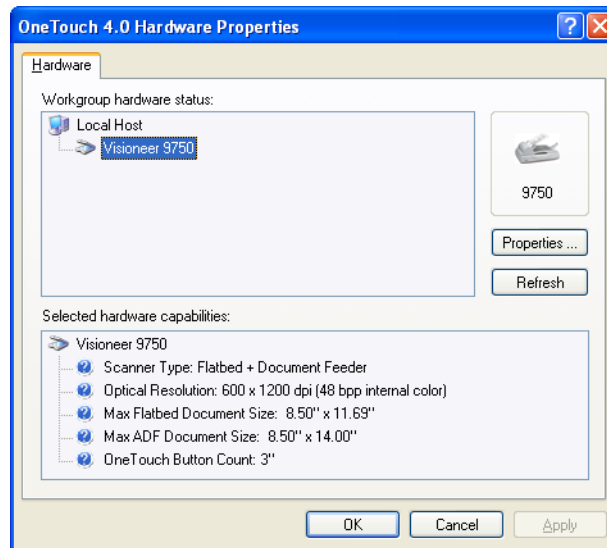 OneTouch 4.0 Hardware Properties
Hardware
Workgroup hardware status:
Local Host
Visioneer 9750
9750
Properties ...
Refresh
Selected hardware capabilities:
Visioneer 9750
Scanner Type: Flatbed + Document Feeder
Optical Resolution: 600 x 1200 dpi (48 bpp internal color)
Max Flatbed Document Size:  8.50" x 11.69"
Max ADF Document Size:  8.50" x 14.00"
OneTouch Button Count: 3"
OK
Cancel
Apply